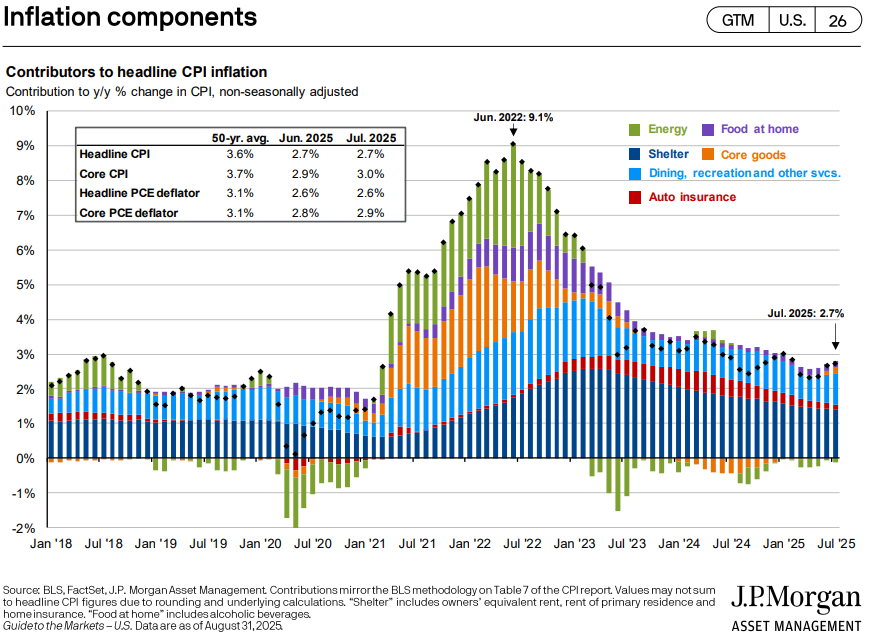 Inflation components
GTM U.S. 26
Contributors to headline CPI inflation
Contribution to y/y % change in CPI, non-seasonally adjusted
10%
9%
8%
7%
6%
5%
4%
3%
2%
1%
0%
-1%
-2%
50-yr. avg. Jun. 2025 Jul. 2025
Headline CPI 3.6% 2.7% 2.7%
Core CPI 3.7% 2.9% 3.0%
Headline PCE deflator 3.1% 2.6% 2.6%
Core PCE deflator 3.1% 2.8% 2.9%
Jun. 2022: 9.1%
Energy Food at home
Shelter Core goods
Dining, recreation and other svcs.
Auto insurance
Jul. 2025: 2.7%
Jan '18 Jul '18 Jan '19 Jul '19 Jan '20 Jul '20 Jan '21 Jul '21 Jan '22 Jul '22 Jan '23 Jul '23 Jan '24 Jul '24 Jan '25 Jul '25
Source: BLS, FactSet, J.P. Morgan Asset Management. Contributions mirror the BLS methodology on Table 7 of the CPI report. Values may not sum
to headline CPI figures due to rounding and underlying calculations. "Shelter" includes owners' equivalent rent, rent of primary residence and
home insurance. "Food at home" includes alcoholic beverages.
Guide to the Markets – U.S. Data are as of August 31, 2025.
J.P.Morgan
ASSET MANAGEMENT